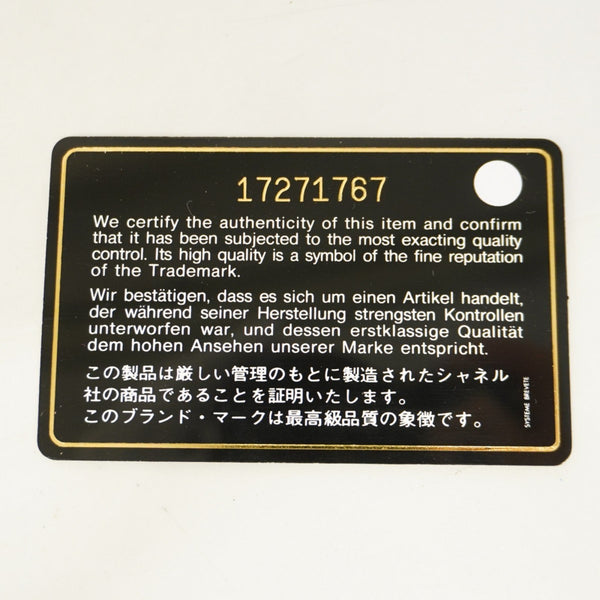 17271767
We certify the authenticity of this item and confirm
that it has been subjected to the most exacting quality
control. Its high quality is a symbol of the fine reputation
of the Trademark.
Wir bestätigen, dass es sich um einen Artikel handelt,
der während seiner Herstellung strengsten Kontrollen
unterworfen war, und dessen erstklassige Qualität
dem hohen Ansehen unserer Marke entspricht.
この製品は厳しい管理のもとに製造されたシャネル
社の商品であることを証明いたします。
このブランド・マークは最高級品質の象徴です。
SYSTEME BREVETE